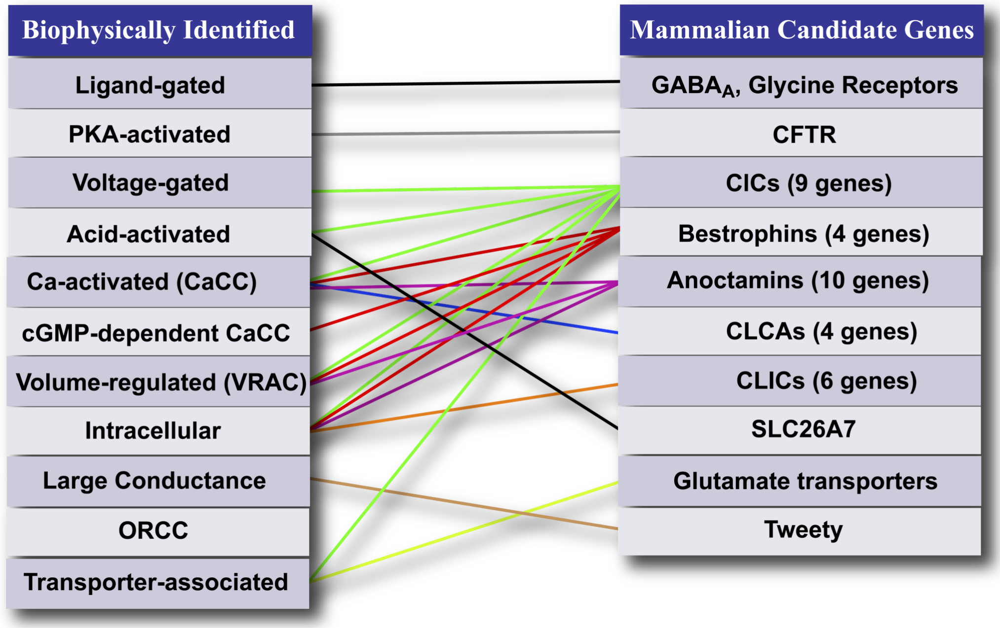 Biophysically Identified
Ligand-gated
PKA-activated
Voltage-gated
Acid-activated
Ca-activated (CaCC)
cGMP-dependent CaCC
Volume-regulated (VRAC)
Intracellular
Large Conductance
ORCC
Transporter-associated
Mammalian Candidate Genes
GABAA, Glycine Receptors
CFTR
ClCs (9 genes)
Bestrophins (4 genes)
Anoctamins (10 genes)
CLCAs (4 genes)
CLICs (6 genes)
SLC26A7
Glutamate transporters
Tweety